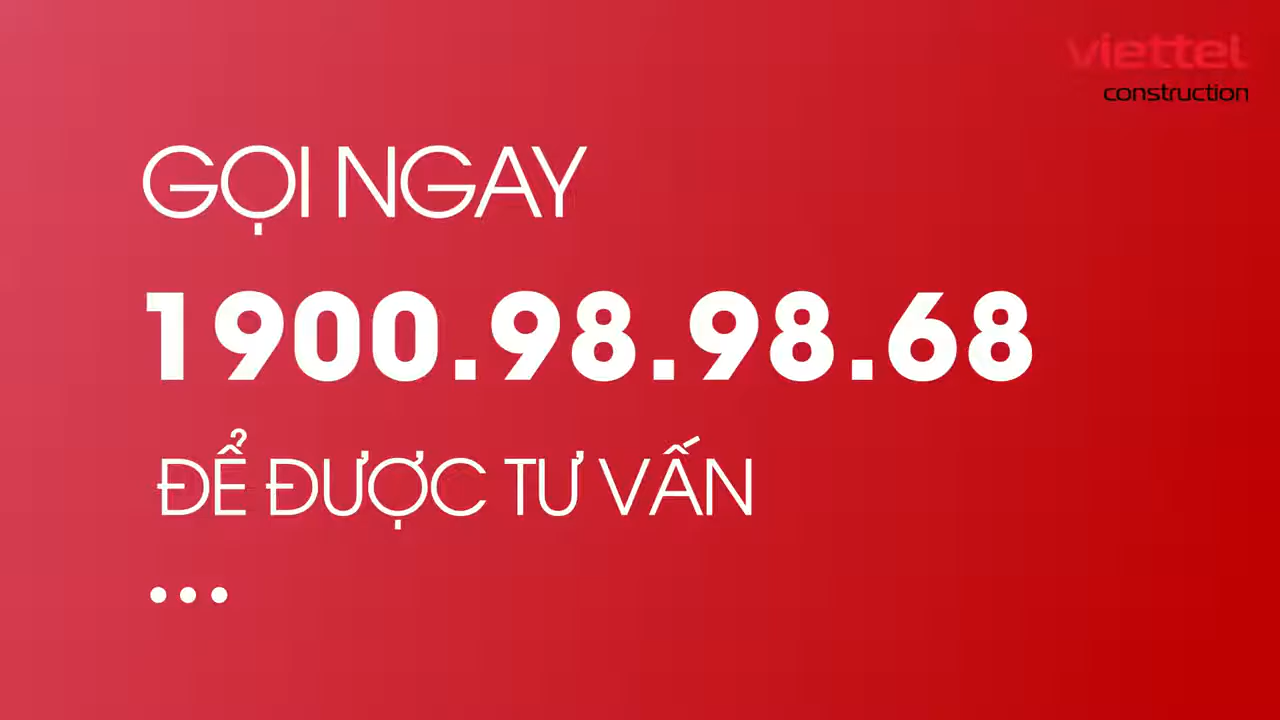 viettel
construction
GỌI NGAY
1900.98.98.68
ĐỂ ĐƯỢC TƯ VẤN
...